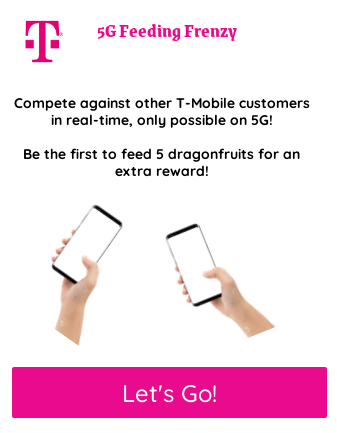 T
5G Feeding Frenzy
Compete against other T-Mobile customers
in real-time, only possible on 5G!
Be the first to feed 5 dragonfruits for an
extra reward!
Let's Go!